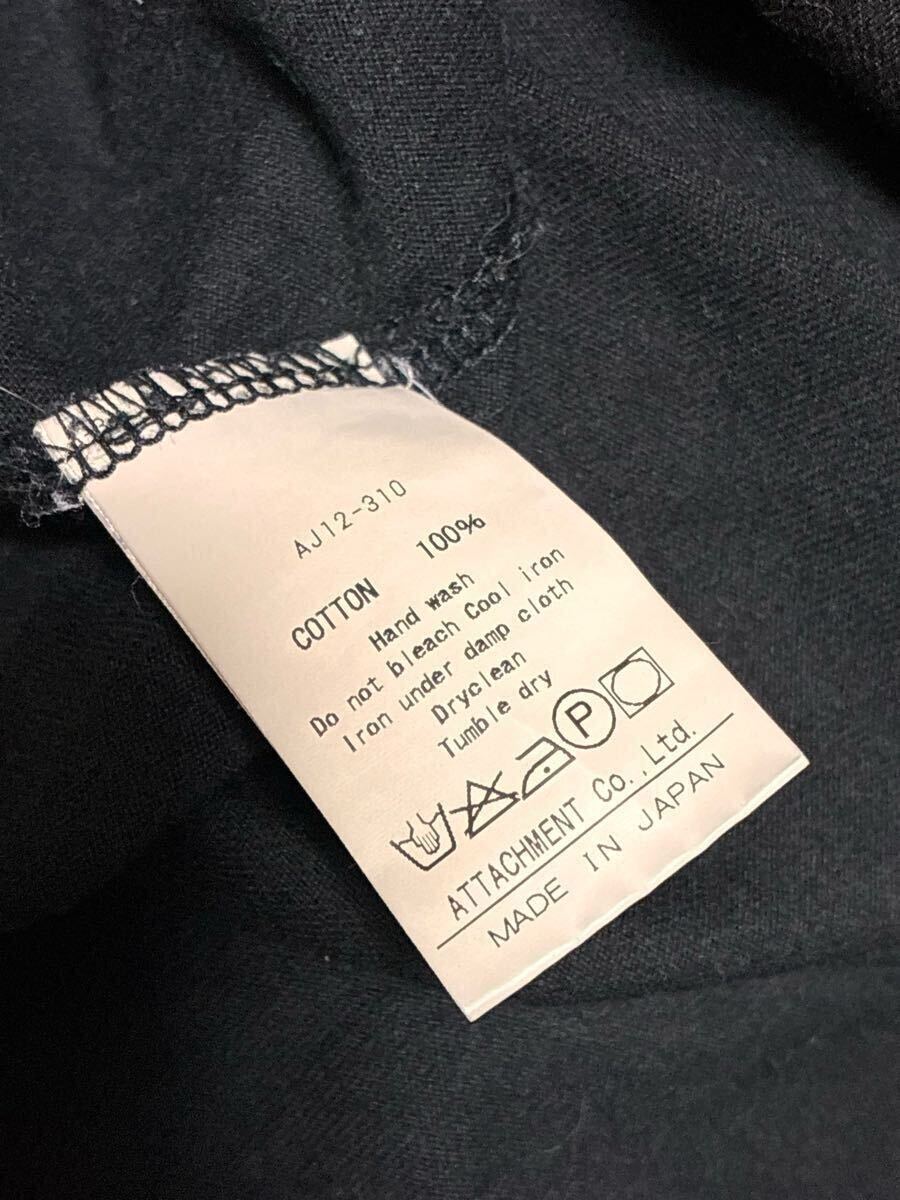 AJ12-310
COTTON 100%
Hand wash
Do not bleach Cool iron
Iron under damp cloth
Dryclean
Tumble dry
P
ATTACHMENT Co.,Ltd.
MADE IN JAPAN